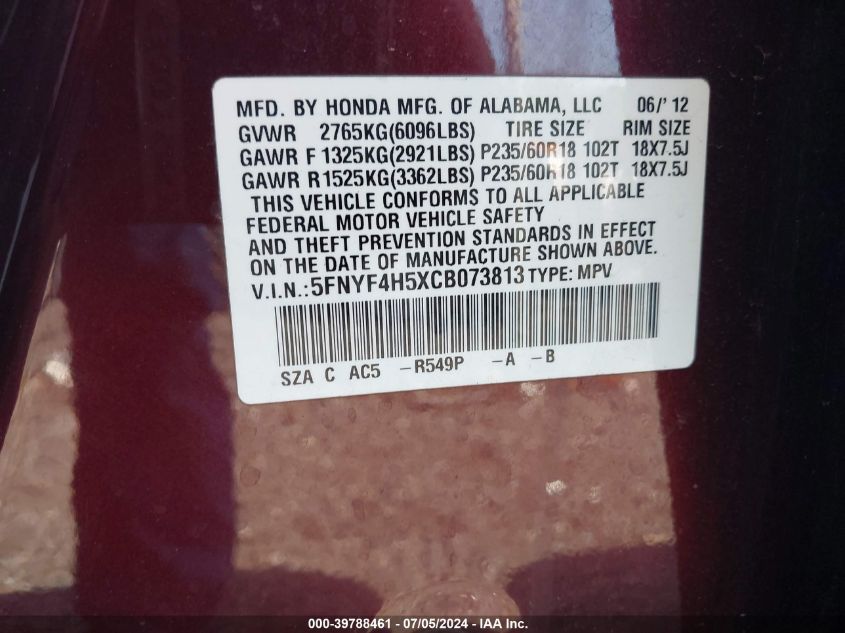 MFD. BY HONDA MFG. OF ALABAMA, LLC 06/'12
GVWR 2765KG(6096LBS) TIRE SIZE RIM SIZE
GAWR F 1325KG(2921LBS) P235/60R18 102T 18X7.5J
GAWR R 1525KG(3362LBS) P235/60R18 102T 18X7.5J
THIS VEHICLE CONFORMS TO ALL APPLICABLE
FEDERAL MOTOR VEHICLE SAFETY
AND THEFT PREVENTION STANDARDS IN EFFECT
ON THE DATE OF MANUFACTURE SHOWN ABOVE.
V.I.N.: 5FNYF4H5XCB073813 TYPE: MPV
SZA C AC5 -R549P -A -B
000-39788461 - 07/05/2024 - © IAA Inc.